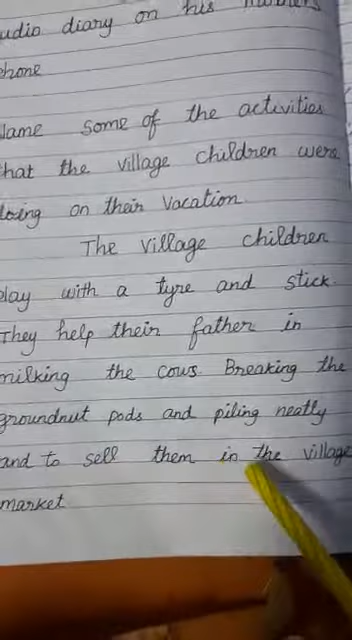 udio diary on his mothers
phone
Name some of the activities
that the village children were
doing on their vacation
The village children
play with a tyre and stick.
They help their father in
milking the cows. Breaking the
groundnut pods and piling neatly
and to sell them in the village
market